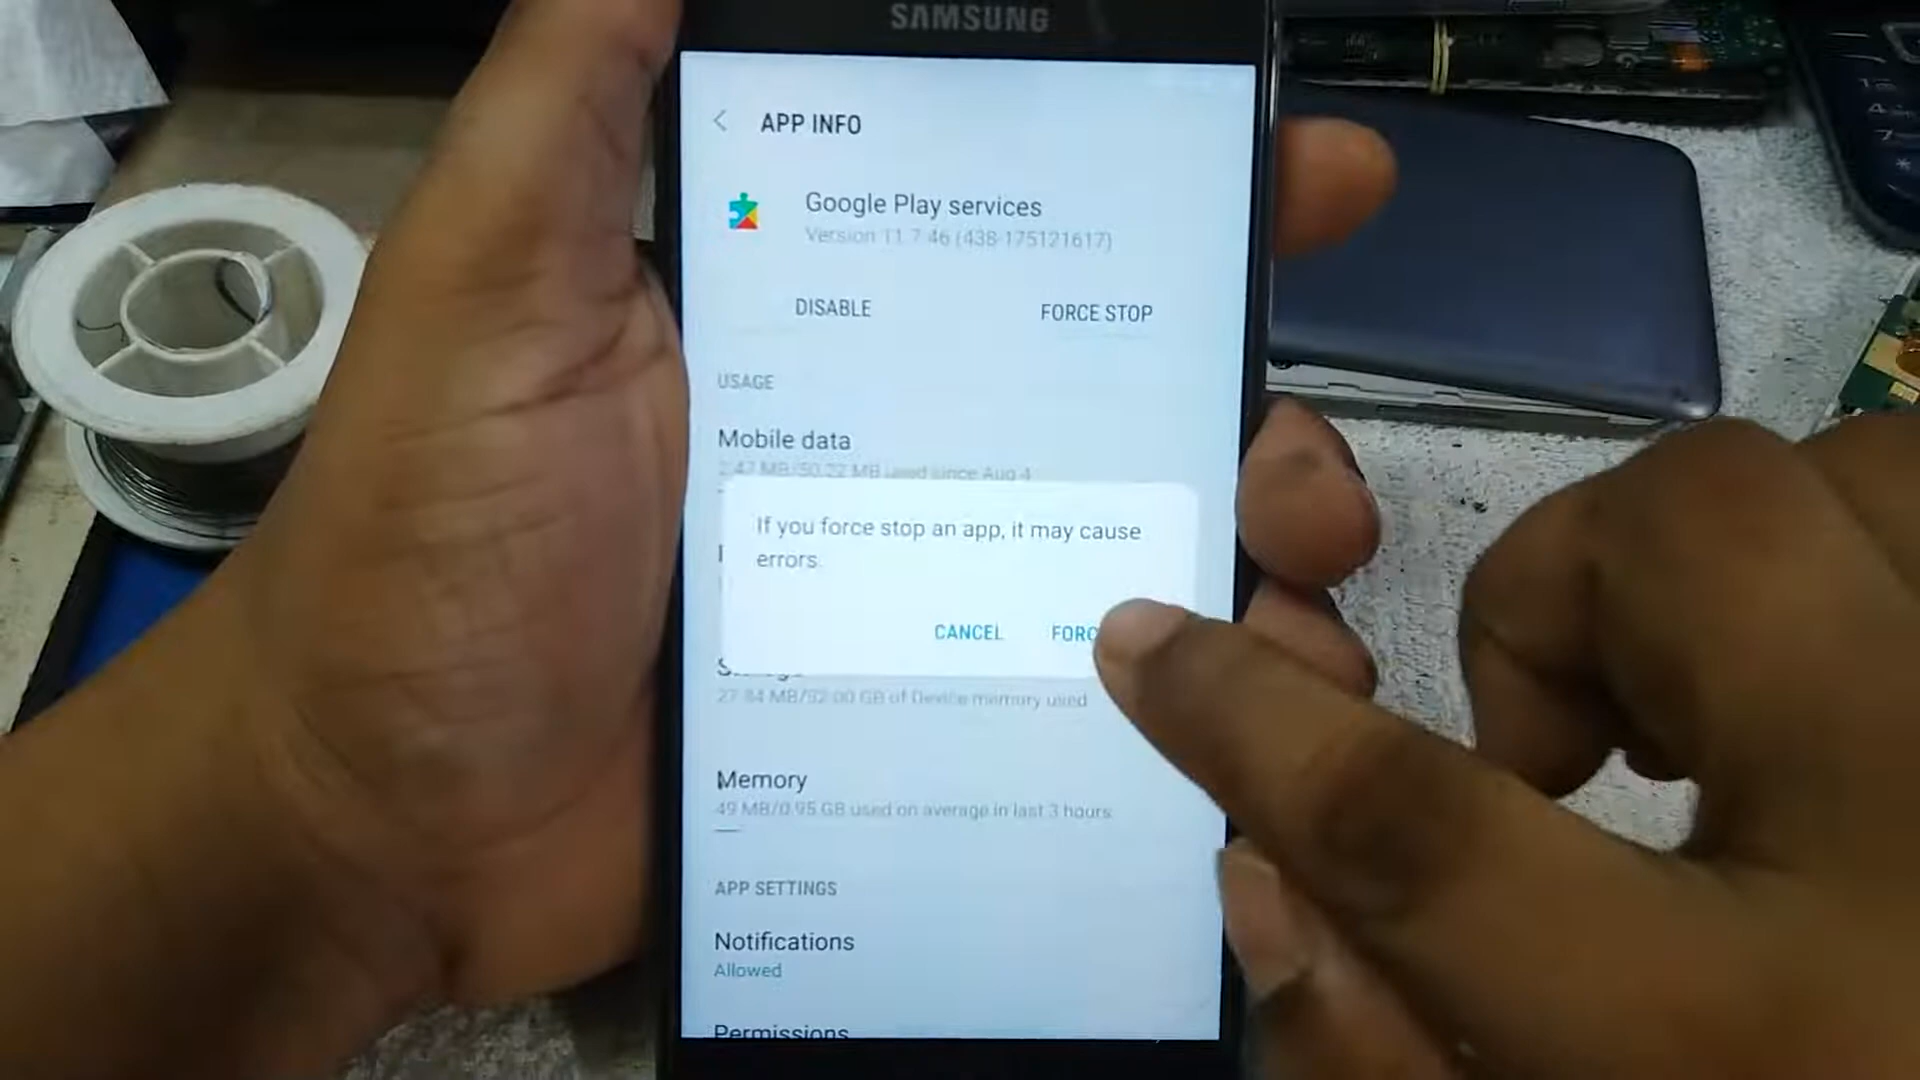 SAMSUNG
APP INFO
Google Play services
Version 11.7.46 (438-175121617)
DISABLE
FORCE STOP
USAGE
Mobile data
2.47 MB/50.22 MB used since Aug 4
If you force stop an app, it may cause
errors.
CANCEL
FORC
27.84 MB/32.00 GB of Device memory used
Memory
49 MB/0.95 GB used on average in last 3 hours
APP SETTINGS
Notifications
Allowed
Permissions